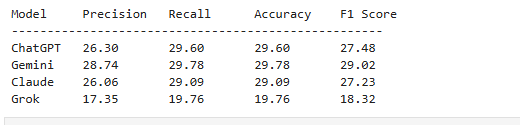 Model Precision Recall Accuracy F1 Score
--------------------------------------------------
ChatGPT 26.30 29.60 29.60 27.48
Gemini 28.74 29.78 29.78 29.02
Claude 26.06 29.09 29.09 27.23
Grok 17.35 19.76 19.76 18.32